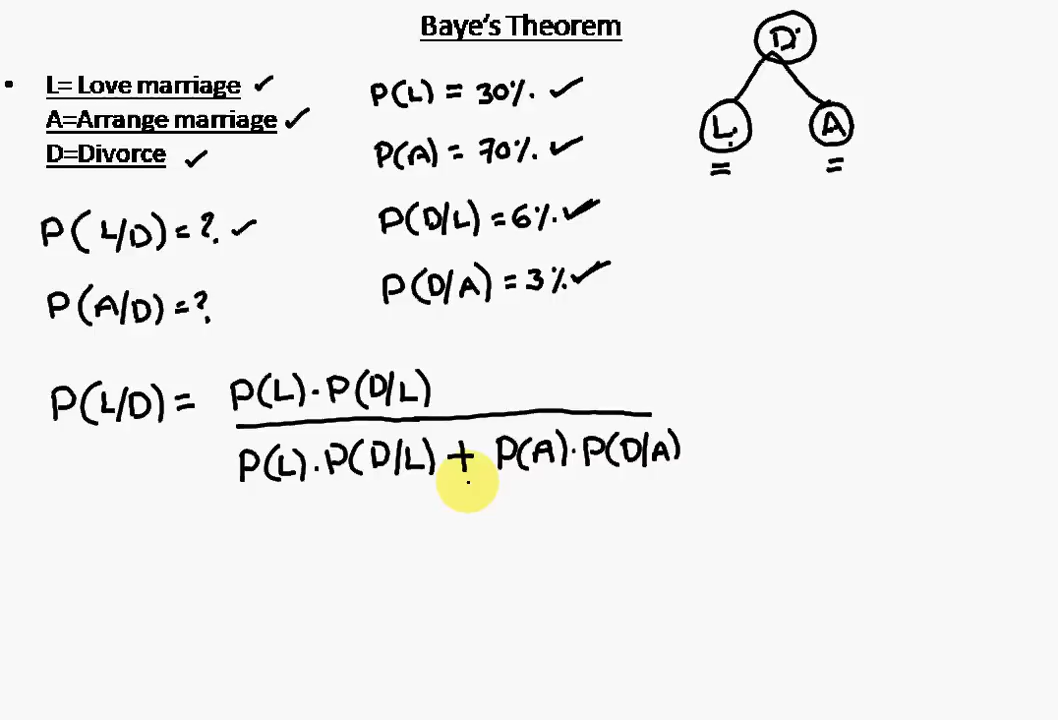 Baye's Theorem
• L= Love marriage ✓
A=Arrange marriage ✓
D=Divorce ✓
P(L) = 30%. ✓
P(A) = 70%. ✓
P(D/L) = 6%. ✓
P(D/A) = 3%. ✓
D
L A
= =
P(L/D) = ?. ✓
P(A/D) = ?.
P(L/D) = P(L) . P(D/L)
P(L) . P(D/L) + P(A) . P(D/A)